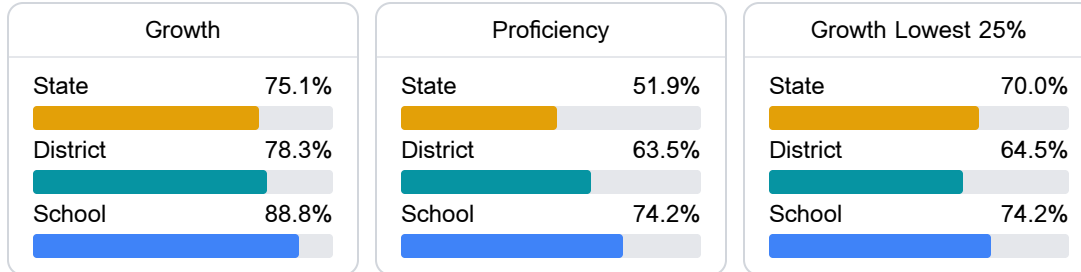 Growth
State 75.1%
District 78.3%
School 88.8%
Proficiency
State 51.9%
District 63.5%
School 74.2%
Growth Lowest 25%
State 70.0%
District 64.5%
School 74.2%